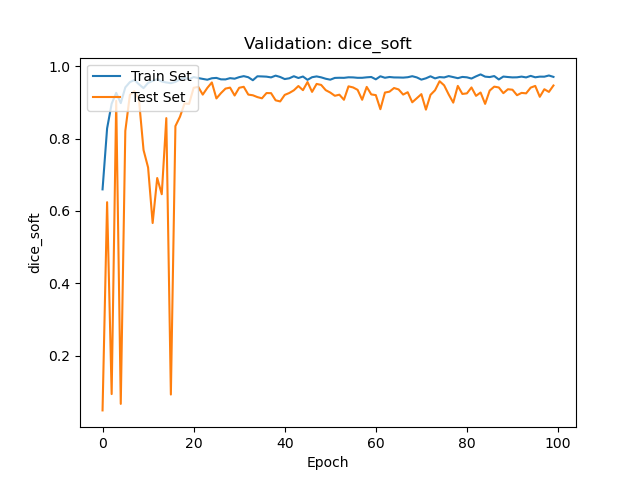 Validation: dice_soft
Train Set
Test Set
1.0
0.8
0.6
0.4
0.2
dice_soft
0 20 40 60 80 100
Epoch